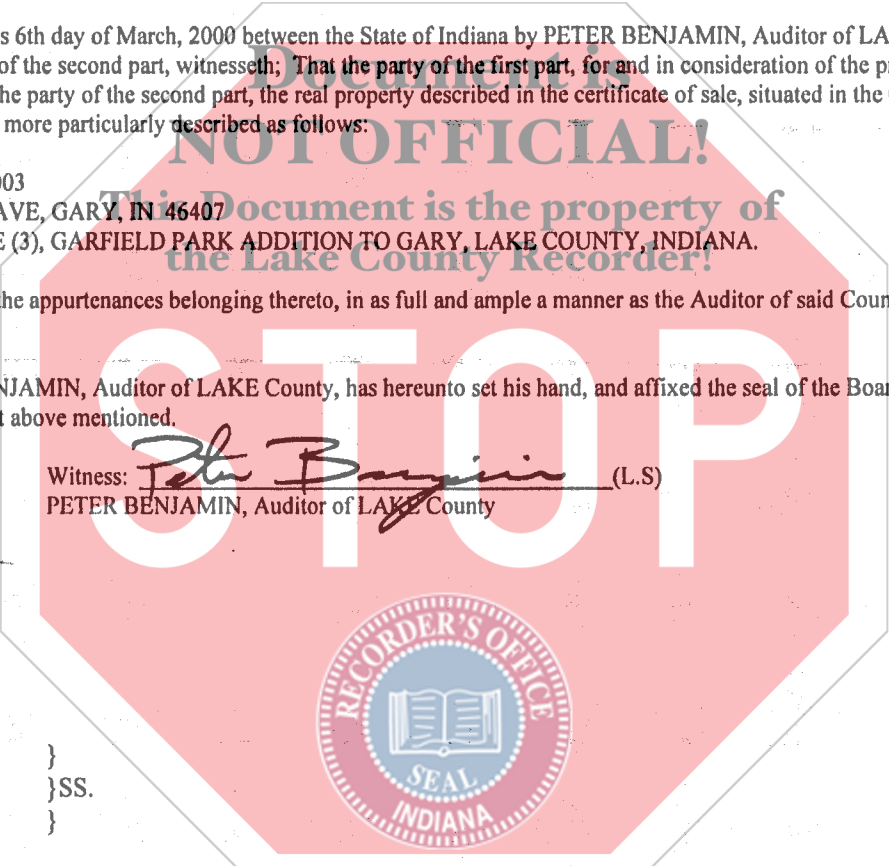 s 6th day of March, 2000 between the State of Indiana by PETER BENJAMIN, Auditor of LA
of the second part, witnesseth; That the party of the first part, for and in consideration of the p
he party of the second part, the real property described in the certificate of sale, situated in the
more particularly described as follows:
Document is
NOT OFFICIAL!
This Document is the property of
the Lake County Recorder!
003
AVE, GARY, IN 46407
E (3), GARFIELD PARK ADDITION TO GARY, LAKE COUNTY, INDIANA.
the appurtenances belonging thereto, in as full and ample a manner as the Auditor of said Coun
STOP
NJAMIN, Auditor of LAKE County, has hereunto set his hand, and affixed the seal of the Boar
t above mentioned.
Witness: Peter Benjamin (L.S)
PETER BENJAMIN, Auditor of LAKE County
RECORDER'S OFFICE
SEAL
INDIANA
}
}SS.
}